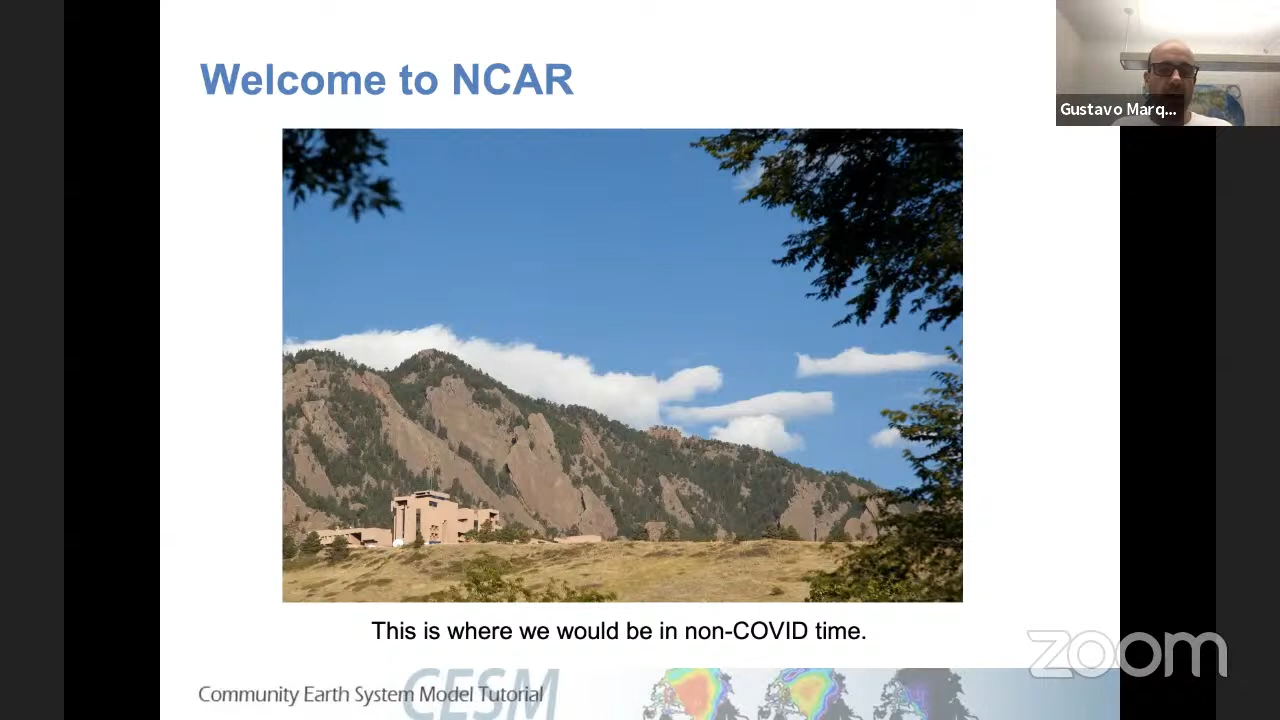 Welcome to NCAR
Gustavo Marq...
This is where we would be in non-COVID time.
zoom
CESM
Community Earth System Model Tutorial